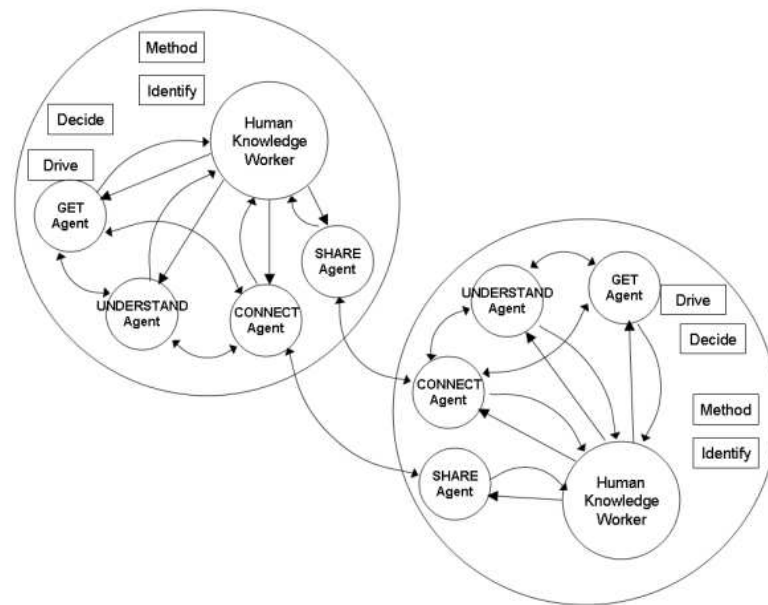 Method
Identify
Decide
Drive
Human
Knowledge
Worker
GET
Agent
SHARE
Agent
UNDERSTAND
Agent
CONNECT
Agent
UNDERSTAND
Agent
GET
Agent
Drive
Decide
CONNECT
Agent
Method
Identify
SHARE
Agent
Human
Knowledge
Worker